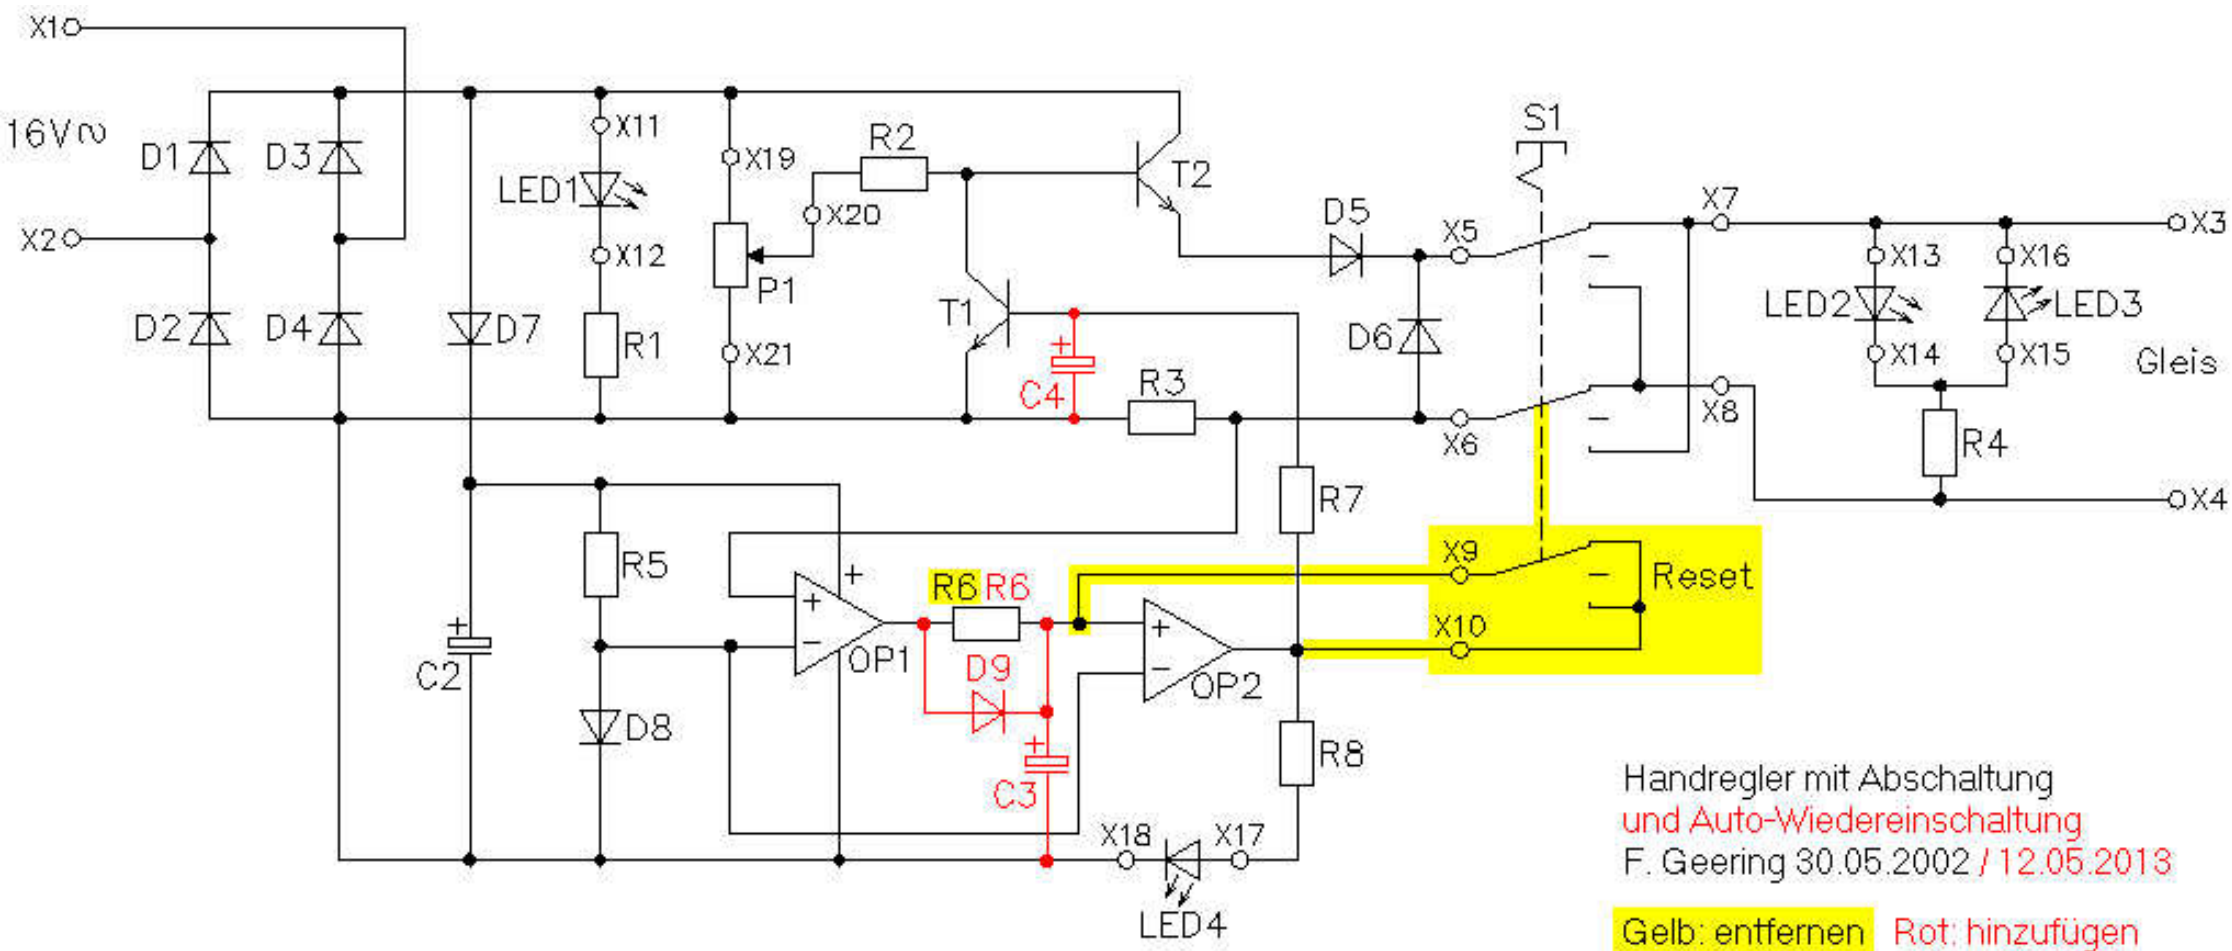 X1
16V~
X2
D1
D3
D2
D4
D7
X11
LED1
X12
R1
X19
P1
X21
X20
R2
T1
T2
C4
+
R3
D5
D6
X5
X6
S1
X7
X8
X13
LED2
X14
X16
LED3
X15
R4
X3
Gleis
X4
+
C2
R5
D8
+
+
−
OP1
R6 R6
D9
+
C3
+
−
OP2
R7
R8
X9
X10
Reset
X18
X17
LED4
Handregler mit Abschaltung
und Auto-Wiedereinschaltung
F. Geering 30.05.2002 / 12.05.2013
Gelb: entfernen Rot: hinzufügen